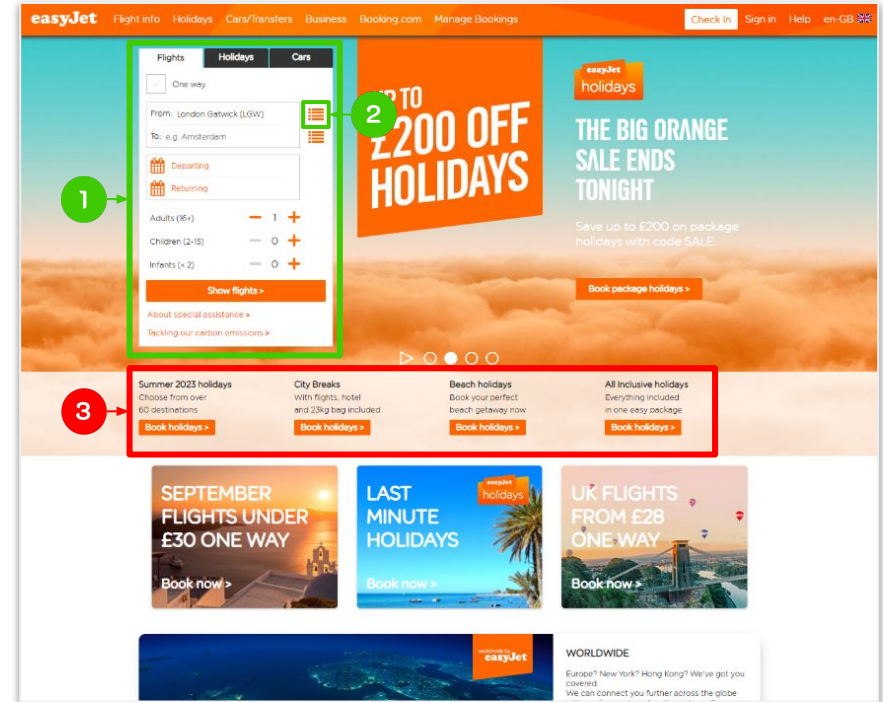 easyJet Flight info Holidays Cars/Transfers Business Booking.com Manage Bookings Check In Sign in Help en-GB
Flights Holidays Cars
One way
From: London Gatwick (LGW)
To: e.g. Amsterdam
Departing
Returning
Adults (16+) 1
Children (2-15) 0
Infants (< 2) 0
Show flights >
About special assistance >
Tackling our carbon emissions >
1
2
UP TO
£200 OFF
HOLIDAYS
easyJet
holidays
THE BIG ORANGE
SALE ENDS
TONIGHT
Save up to £200 on package
holidays with code SALE.
Book package holidays >
3
Summer 2023 holidays
Choose from over
60 destinations
Book holidays >
City Breaks
With flights, hotel
and 23kg bag included
Book holidays >
Beach holidays
Book your perfect
beach getaway now
Book holidays >
All Inclusive holidays
Everything included
in one easy package
Book holidays >
SEPTEMBER
FLIGHTS UNDER
£30 ONE WAY
Book now >
easyJet
holidays
LAST
MINUTE
HOLIDAYS
Book now >
UK FLIGHTS
FROM £28
ONE WAY
Book now >
worldwide by
easyJet
WORLDWIDE
Europe? New York? Hong Kong? We've got you
covered.
We can connect you further across the globe